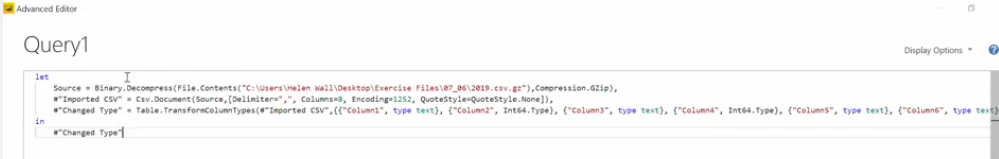 Advanced Editor
Query1
Display Options
?
let
Source = Binary.Decompress(File.Contents("C:\Users\Helen Wall\Desktop\Exercise Files\07_06\2019.csv.gz"),Compression.GZip),
#"Imported CSV" = Csv.Document(Source,[Delimiter=",", Columns=8, Encoding=1252, QuoteStyle=QuoteStyle.None]),
#"Changed Type" = Table.TransformColumnTypes(#"Imported CSV",{{"Column1", type text}, {"Column2", Int64.Type}, {"Column3", type text}, {"Column4", Int64.Type}, {"Column5", type text}, {"Column6", type text}
in
#"Changed Type"